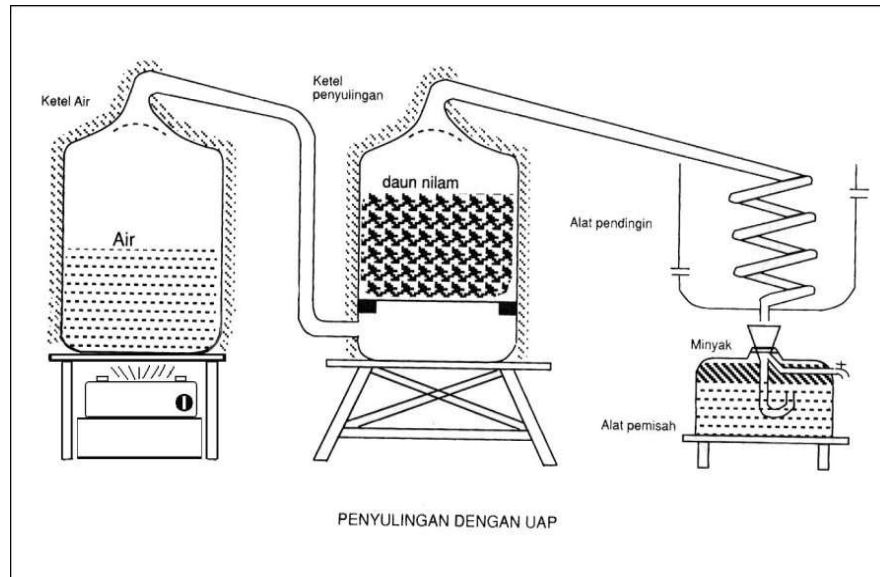 Ketel Air
Ketel
penyulingan
daun nilam
Air
Alat pendingin
Minyak
Alat pemisah
PENYULINGAN DENGAN UAP